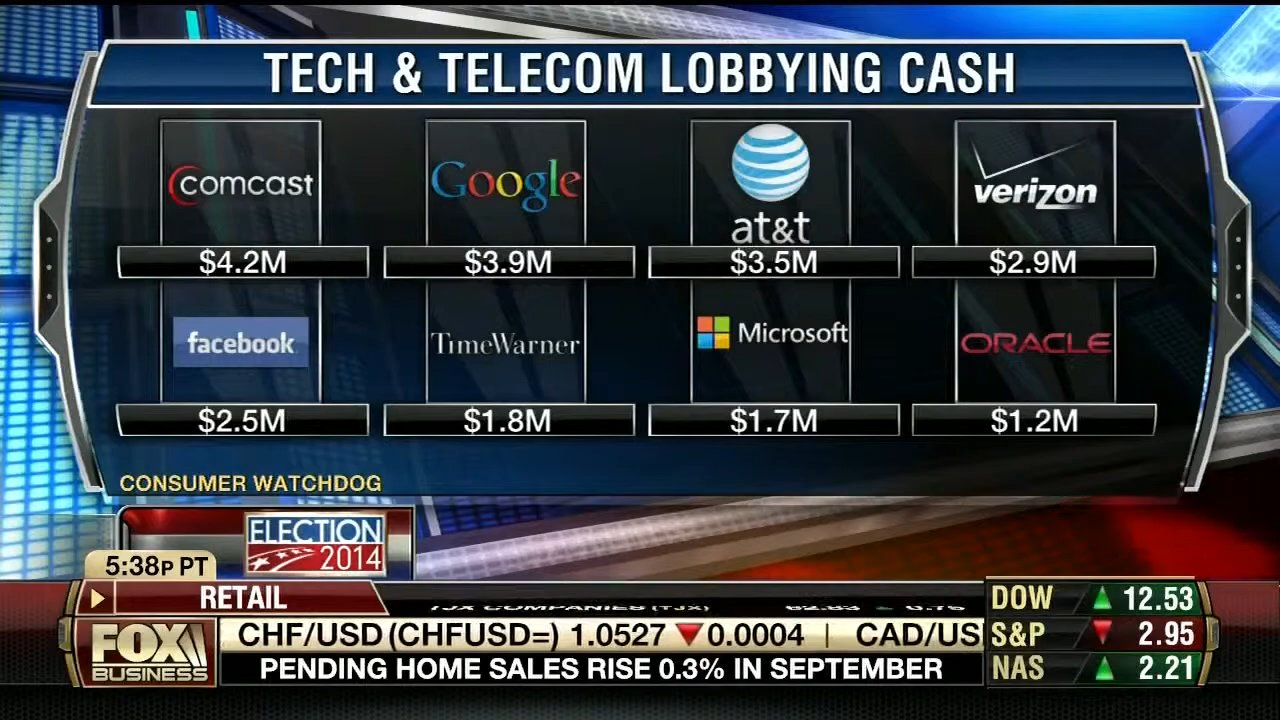 TECH & TELECOM LOBBYING CASH
comcast Google at&t verizon
$4.2M $3.9M $3.5M $2.9M
facebook TimeWarner Microsoft ORACLE
$2.5M $1.8M $1.7M $1.2M
CONSUMER WATCHDOG
ELECTION
2014
5:38P PT
RETAIL
TJX COMPANIES (TJX)
DOW 12.53
FOX
BUSINESS
CHF/USD (CHFUSD=) 1.0527 0.0004 | CAD/US
S&P 2.95
PENDING HOME SALES RISE 0.3% IN SEPTEMBER
NAS 2.21